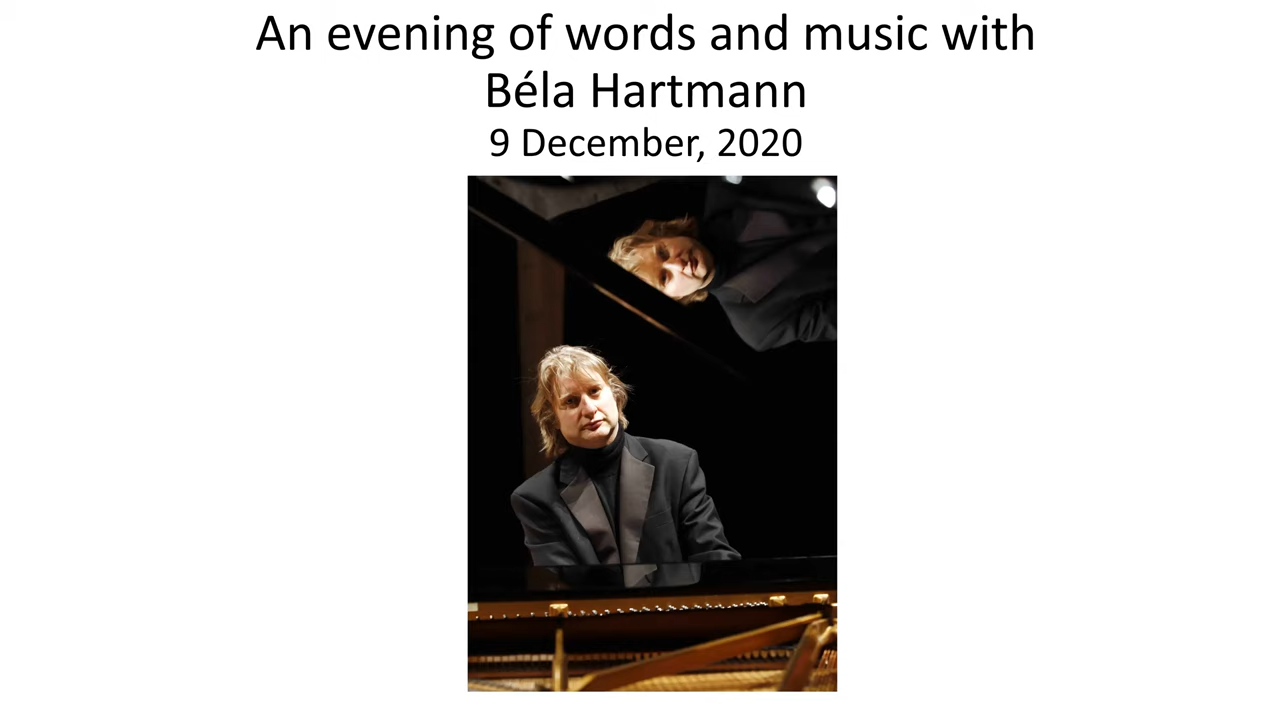 An evening of words and music with
Béla Hartmann
9 December, 2020